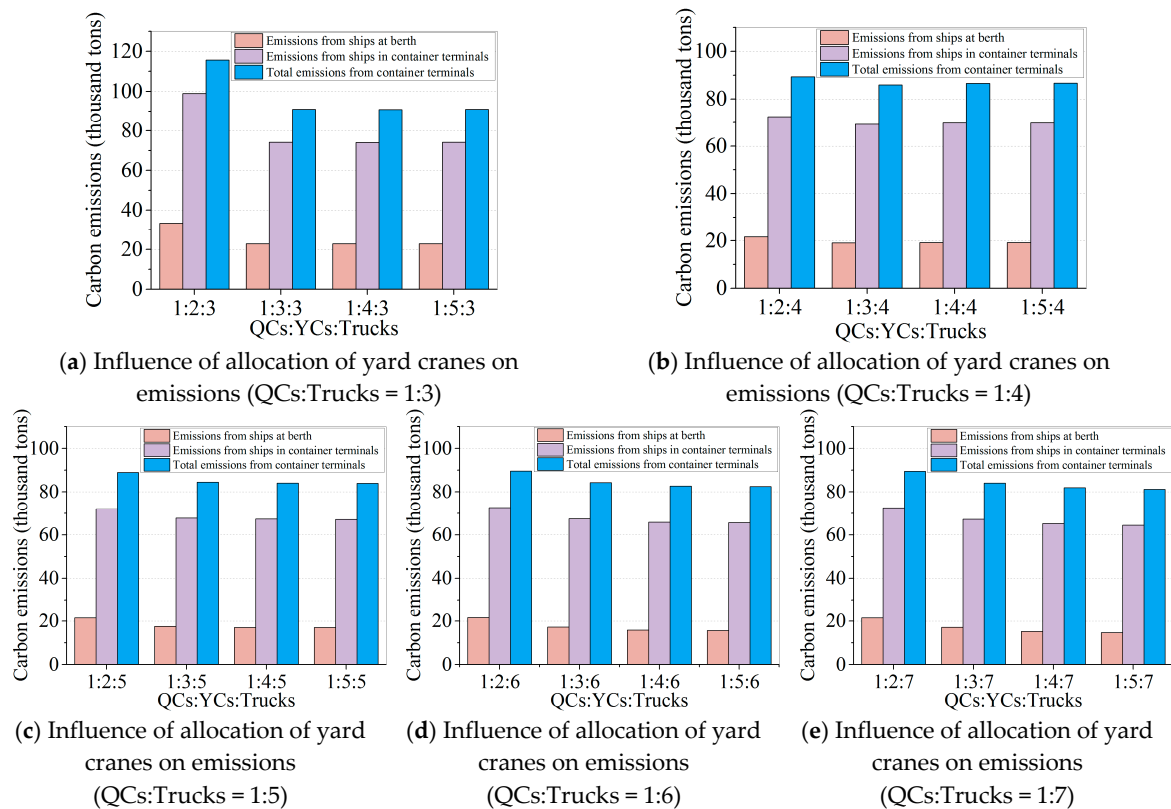 Carbon emissions (thousand tons)
120
100
80
60
40
20
0
Emissions from ships at berth
Emissions from ships in container terminals
Total emissions from container terminals
1:2:3 1:3:3 1:4:3 1:5:3
QCs:YCs:Trucks
(a) Influence of allocation of yard cranes on
emissions (QCs:Trucks = 1:3)
Carbon emissions (thousand tons)
100
80
60
40
20
0
Emissions from ships at berth
Emissions from ships in container terminals
Total emissions from container terminals
1:2:4 1:3:4 1:4:4 1:5:4
QCs:YCs:Trucks
(b) Influence of allocation of yard cranes on
emissions (QCs:Trucks = 1:4)
Carbon emissions (thousand tons)
100
80
60
40
20
0
Emissions from ships at berth
Emissions from ships in container terminals
Total emissions from container terminals
1:2:5 1:3:5 1:4:5 1:5:5
QCs:YCs:Trucks
(c) Influence of allocation of yard
cranes on emissions
(QCs:Trucks = 1:5)
Carbon emissions (thousand tons)
100
80
60
40
20
0
Emissions from ships at berth
Emissions from ships in container terminals
Total emissions from container terminals
1:2:6 1:3:6 1:4:6 1:5:6
QCs:YCs:Trucks
(d) Influence of allocation of yard
cranes on emissions
(QCs:Trucks = 1:6)
Carbon emissions (thousand tons)
100
80
60
40
20
0
Emissions from ships at berth
Emissions from ships in container terminals
Total emissions from container terminals
1:2:7 1:3:7 1:4:7 1:5:7
QCs:YCs:Trucks
(e) Influence of allocation of yard
cranes on emissions
(QCs:Trucks = 1:7)